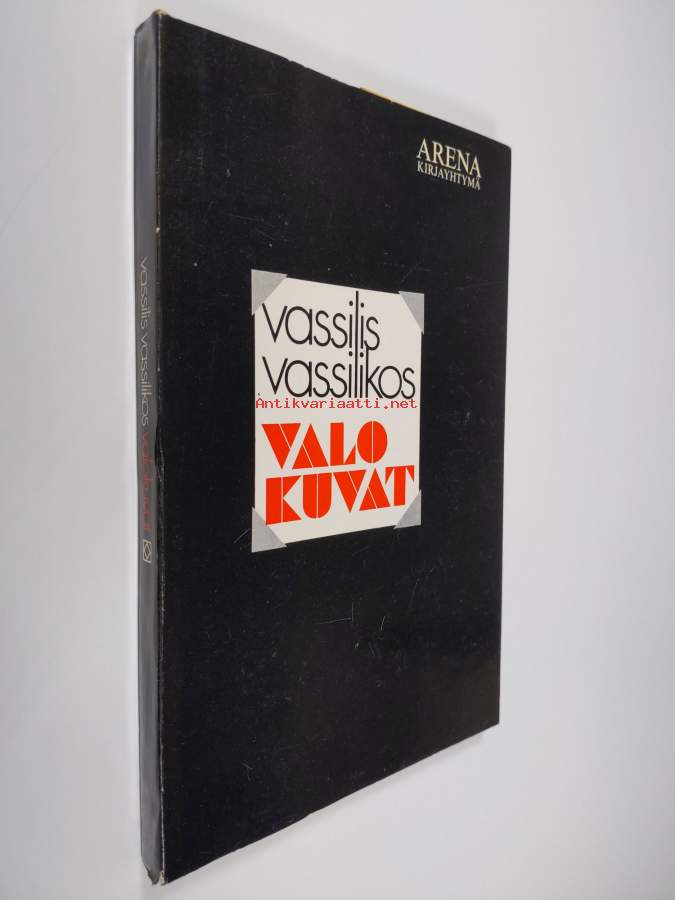 ARENA
KIRJAYHTYMÄ
vassilis
vassilikos
Antikvariaatti.net
VALO
KUVAT
vassilis vassilikos valokuvat